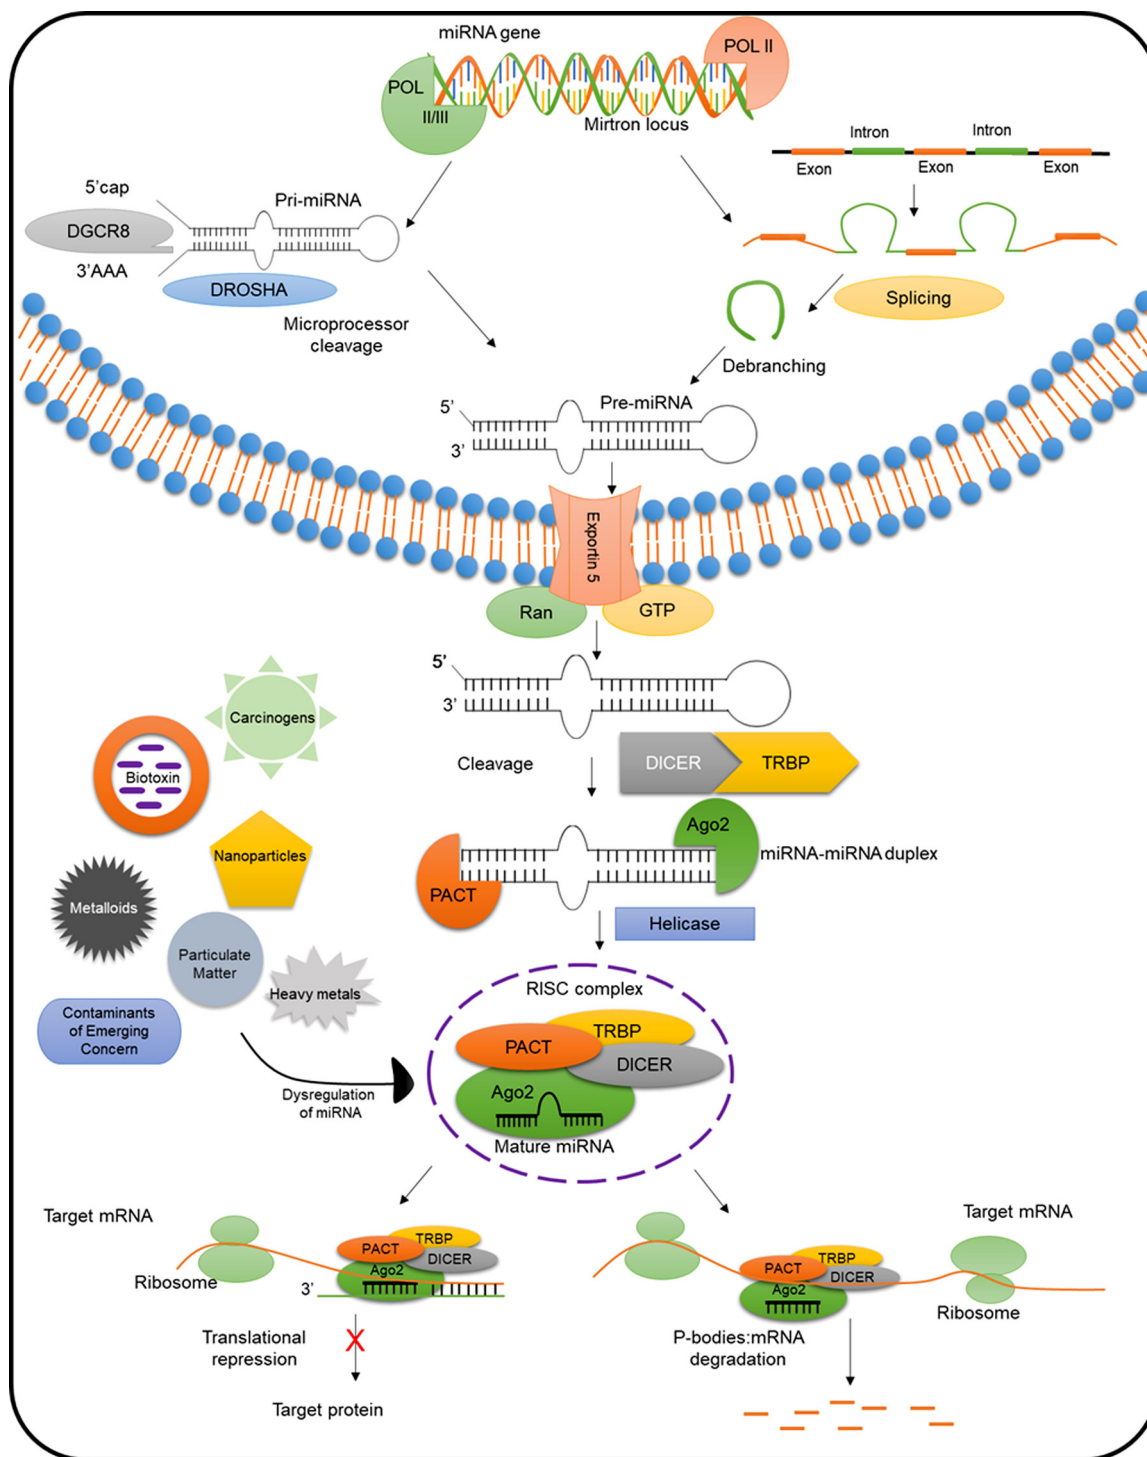 miRNA gene
POL II
POL
II/III
Mirtron locus
Intron
Intron
Exon
Exon
Exon
5'cap
Pri-miRNA
DGCR8
3'AAA
DROSHA
Splicing
Microprocessor
cleavage
Debranching
5'
Pre-miRNA
3'
Exportin 5
Ran
GTP
5'
3'
Carcinogens
Biotoxin
Cleavage
DICER
TRBP
Ago2
miRNA-miRNA duplex
Nanoparticles
PACT
Metalloids
Helicase
Particulate
Matter
Heavy metals
RISC complex
Contaminants
of Emerging
Concern
TRBP
PACT
DICER
Ago2
Dysregulation
of miRNA
Mature miRNA
Target mRNA
Target mRNA
TRBP
PACT
DICER
Ago2
Ribosome
3'
TRBP
PACT
DICER
Ago2
Ribosome
Translational
repression
X
P-bodies:mRNA
degradation
Target protein